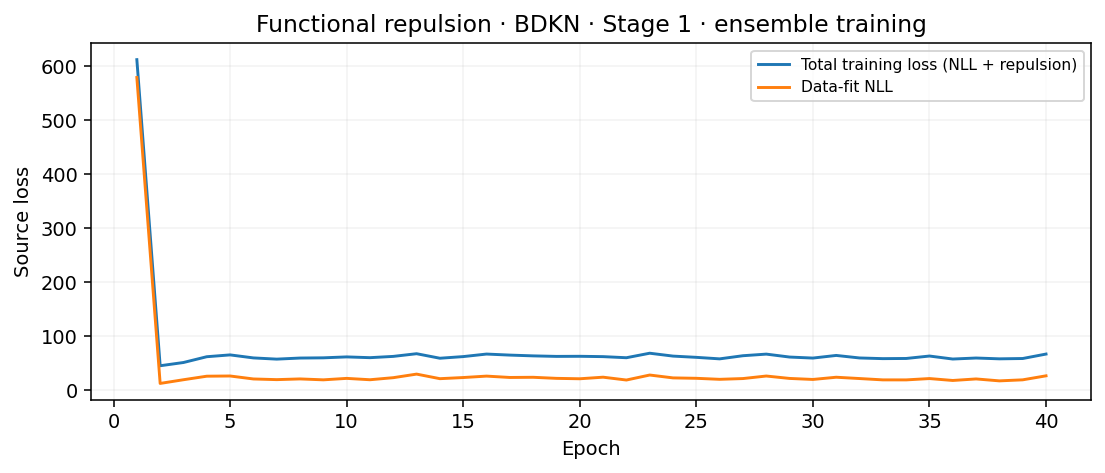 Functional repulsion · BDKN · Stage 1 · ensemble training
Total training loss (NLL + repulsion)
Data-fit NLL
Source loss
600
500
400
300
200
100
0
0 5 10 15 20 25 30 35 40
Epoch